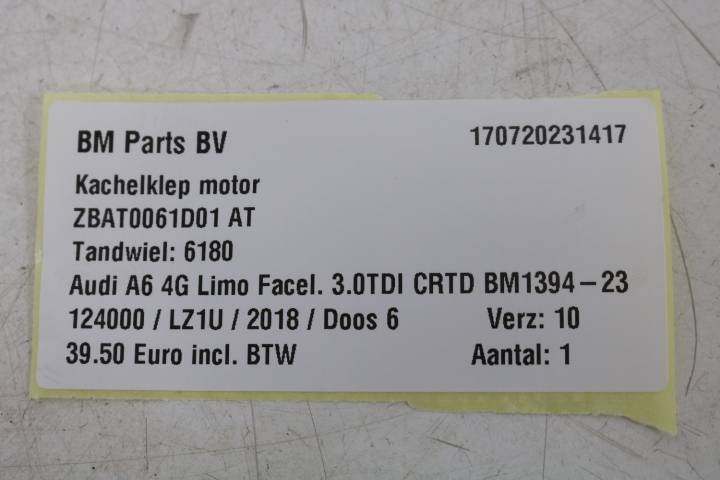 BM Parts BV 170720231417
Kachelklep motor
ZBAT0061D01 AT
Tandwiel: 6180
Audi A6 4G Limo Facel. 3.0TDI CRTD BM1394-23
124000 / LZ1U / 2018 / Doos 6 Verz: 10
39.50 Euro incl. BTW Aantal: 1